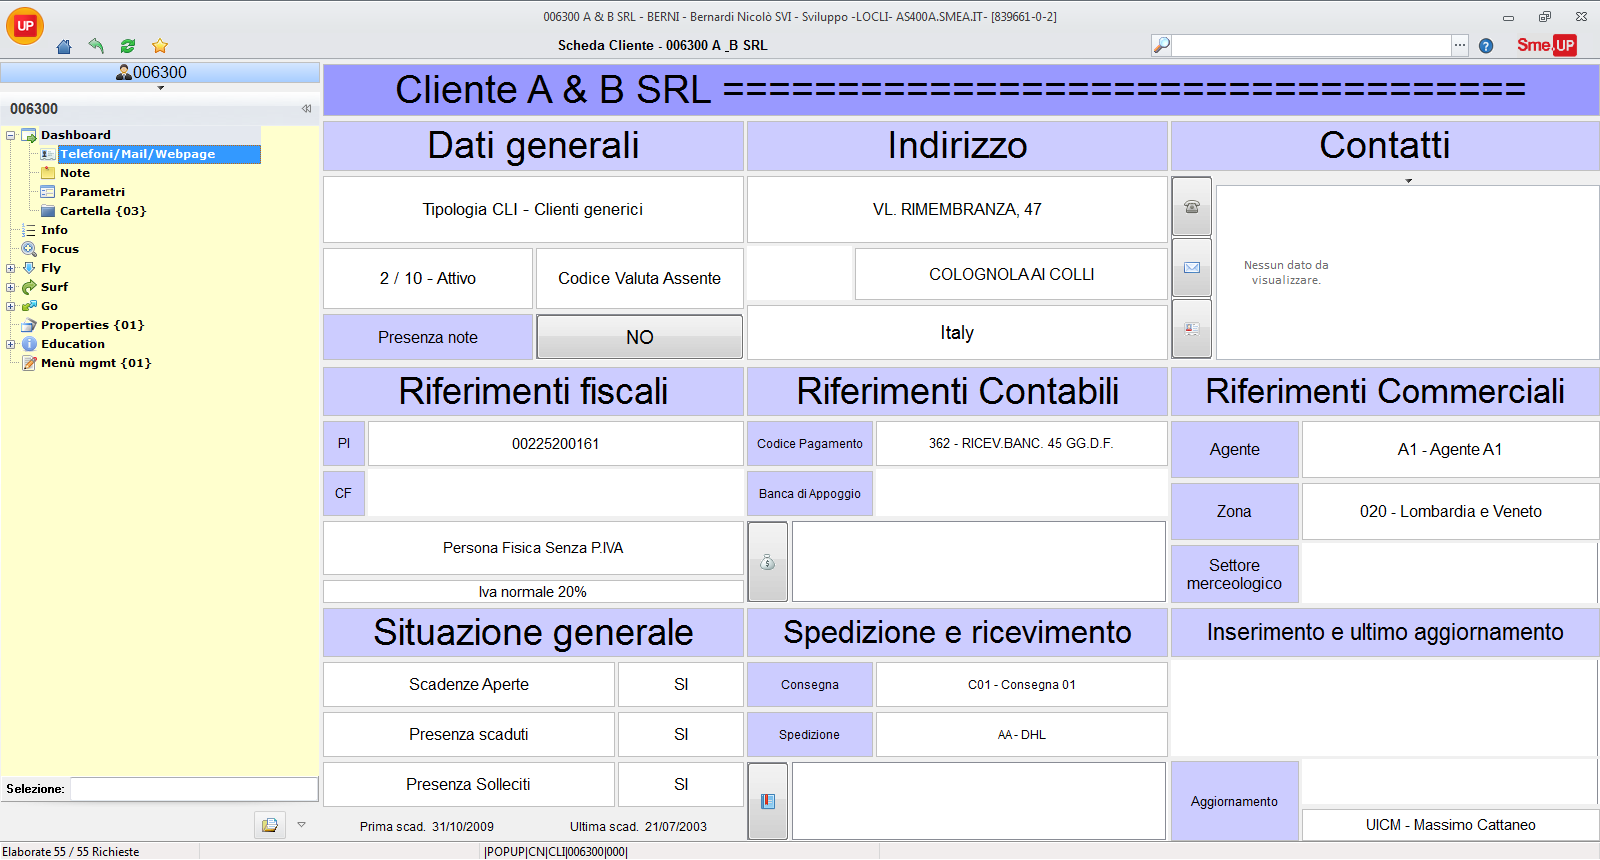 006300 A & B SRL - BERNI - Bernardi Nicolò SVI - Sviluppo -LOCLI- AS400A.SMEA.IT- [839661-0-2]
UP
Scheda Cliente - 006300 A _B SRL
Sme.UP
006300
006300
Dashboard
Telefoni/Mail/Webpage
Note
Parametri
Cartella {03}
Info
Focus
Fly
Surf
Go
Properties {01}
Education
Menù mgmt {01}
Selezione:
Cliente A & B SRL ==================================
Dati generali
Tipologia CLI - Clienti generici
2 / 10 - Attivo
Codice Valuta Assente
Presenza note
NO
Indirizzo
VL. RIMEMBRANZA, 47
COLOGNOLA AI COLLI
Italy
Contatti
Nessun dato da
visualizzare.
Riferimenti fiscali
PI
00225200161
CF
Persona Fisica Senza P.IVA
Iva normale 20%
Riferimenti Contabili
Codice Pagamento
362 - RICEV.BANC. 45 GG.D.F.
Banca di Appoggio
Riferimenti Commerciali
Agente
A1 - Agente A1
Zona
020 - Lombardia e Veneto
Settore
merceologico
Situazione generale
Scadenze Aperte
SI
Presenza scaduti
SI
Presenza Solleciti
SI
Prima scad. 31/10/2009
Ultima scad. 21/07/2003
Spedizione e ricevimento
Consegna
C01 - Consegna 01
Spedizione
AA - DHL
Inserimento e ultimo aggiornamento
Aggiornamento
UICM - Massimo Cattaneo
Elaborate 55 / 55 Richieste
|POPUP|CN|CLI|006300|000|